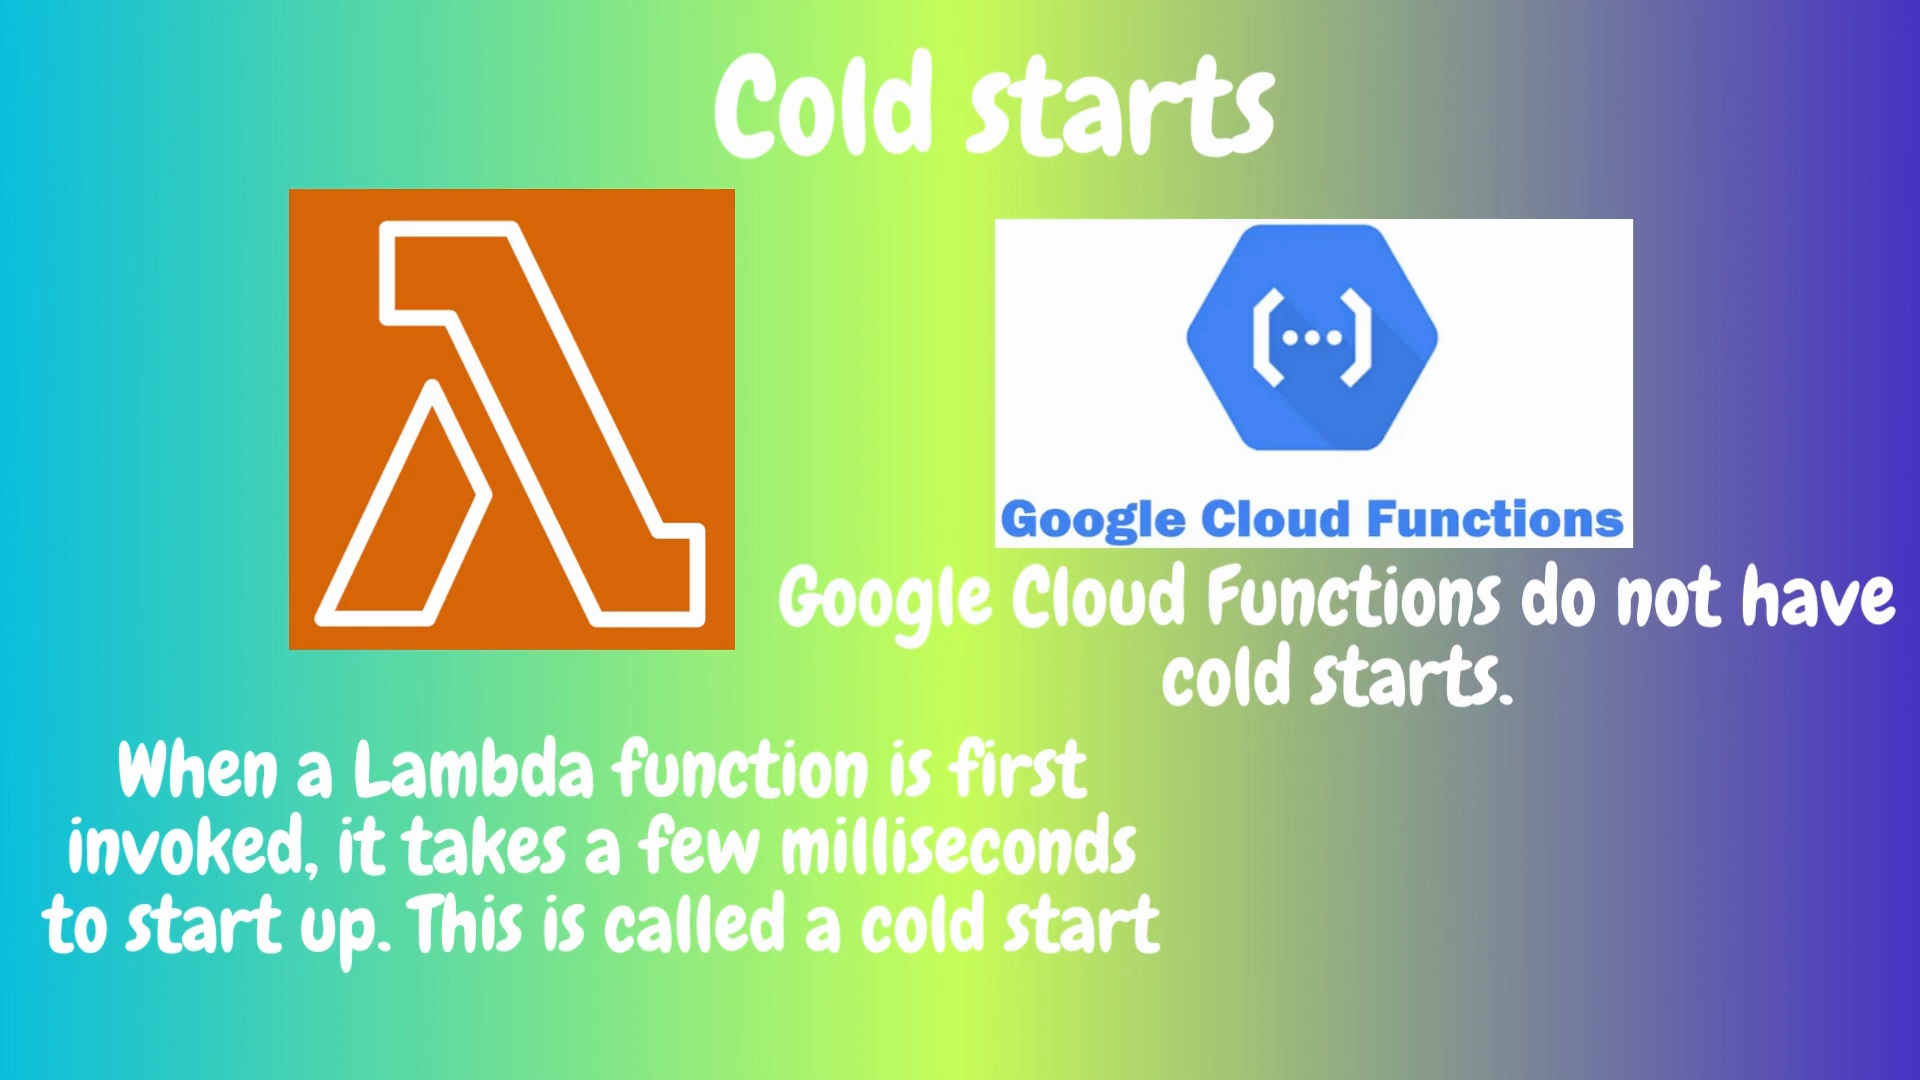 Cold starts
Google Cloud Functions
Google Cloud Functions do not have
cold starts.
When a Lambda function is first
invoked, it takes a few milliseconds
to start up. This is called a cold start